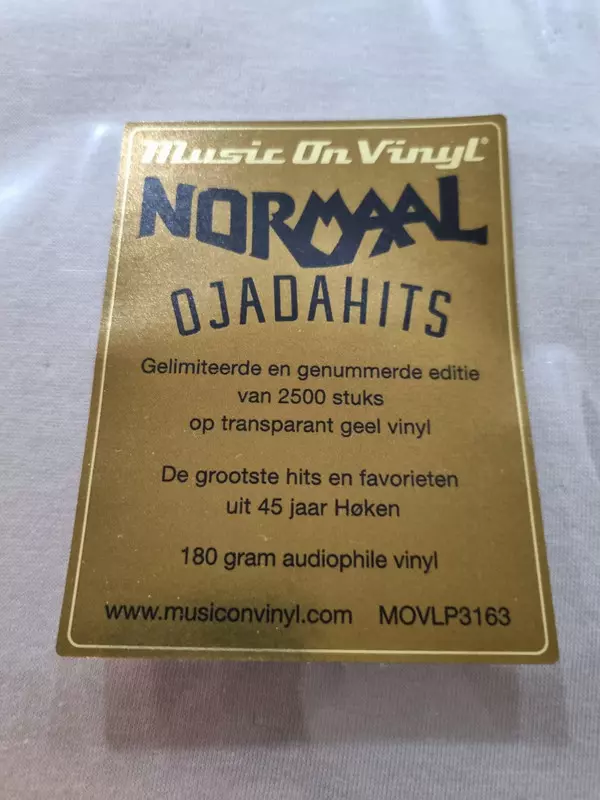 Music On Vinyl®
NORMAAL
OJADAHITS
Gelimiteerde en genummerde editie
van 2500 stuks
op transparant geel vinyl
De grootste hits en favorieten
uit 45 jaar Høken
180 gram audiophile vinyl
www.musiconvinyl.com MOVLP3163